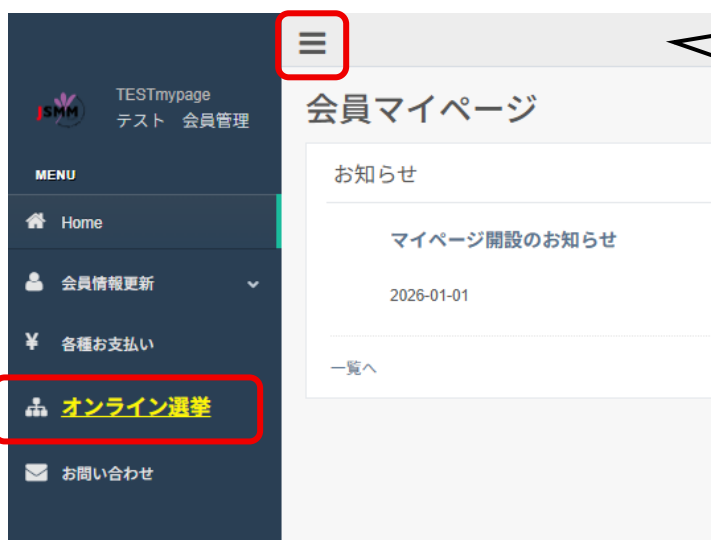 JSMM
TESTmypage
テスト　会員管理
MENU
Home
会員情報更新
各種お支払い
オンライン選挙
お問い合わせ
会員マイページ
お知らせ
マイページ開設のお知らせ
2026-01-01
一覧へ